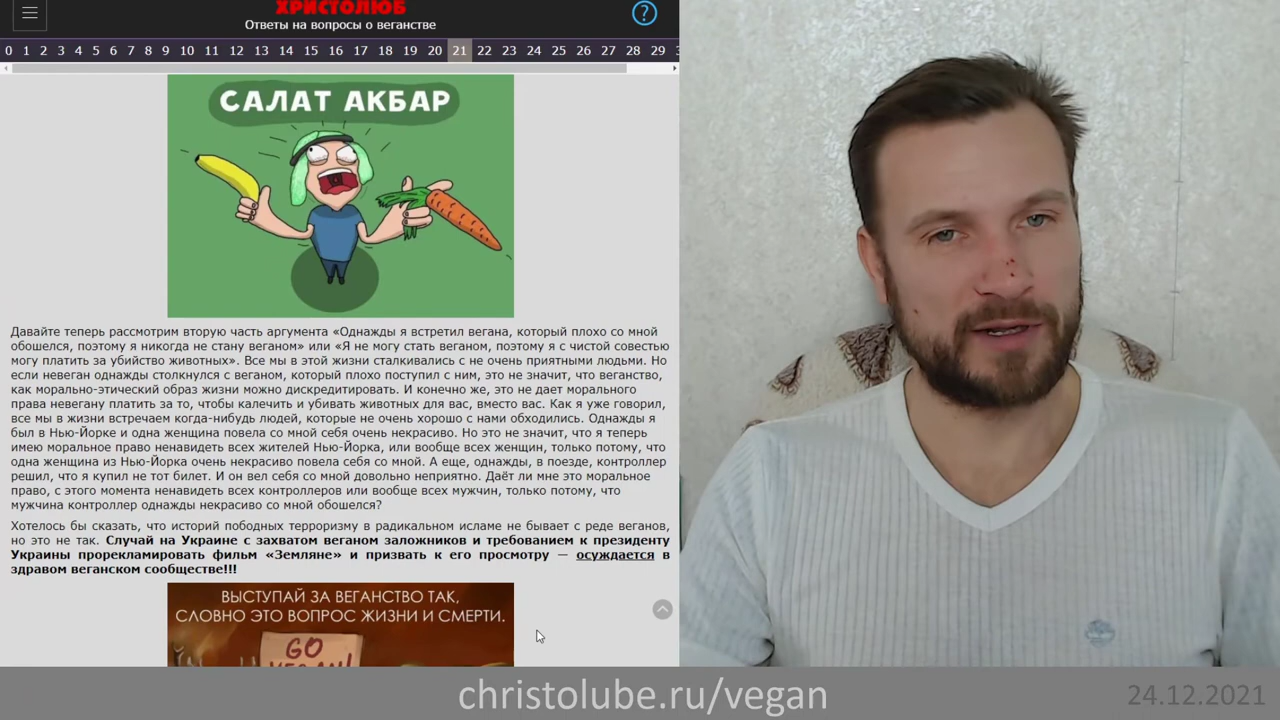 ХРИСТОЛЮБ
Ответы на вопросы о веганстве
?
0 1 2 3 4 5 6 7 8 9 10 11 12 13 14 15 16 17 18 19 20 21 22 23 24 25 26 27 28 29
САЛАТ АКБАР
Давайте теперь рассмотрим вторую часть аргумента «Однажды я встретил вегана, который плохо со мной
обошелся, поэтому я никогда не стану веганом» или «Я не могу стать веганом, поэтому я с чистой совестью
могу платить за убийство животных». Все мы в этой жизни сталкивались с не очень приятными людьми. Но
если невеган однажды столкнулся с веганом, который плохо поступил с ним, это не значит, что веганство,
как морально-этический образ жизни можно дискредитировать. И конечно же, это не дает морального
права невегану платить за то, чтобы калечить и убивать животных для вас, вместо вас. Как я уже говорил,
все мы в жизни встречаем когда-нибудь людей, которые не очень хорошо с нами обходились. Однажды я
был в Нью-Йорке и одна женщина повела со мной себя очень некрасиво. Но это не значит, что я теперь
имею моральное право ненавидеть всех жителей Нью-Йорка, или вообще всех женщин, только потому, что
одна женщина из Нью-Йорка очень некрасиво повела себя со мной. А еще, однажды, в поезде, контроллер
решил, что я купил не тот билет. И он вел себя со мной довольно неприятно. Даёт ли мне это моральное
право, с этого момента ненавидеть всех контроллеров или вообще всех мужчин, только потому, что
мужчина контроллер однажды некрасиво со мной обошелся?
Хотелось бы сказать, что историй пободных терроризму в радикальном исламе не бывает с реде веганов,
но это не так. Случай на Украине с захватом веганом заложников и требованием к президенту
Украины прорекламировать фильм «Земляне» и призвать к его просмотру — осуждается в
здравом веганском сообществе!!!
ВЫСТУПАЙ ЗА ВЕГАНСТВО ТАК,
СЛОВНО ЭТО ВОПРОС ЖИЗНИ И СМЕРТИ.
GO
VEGAN!
christolube.ru/vegan
24.12.2021